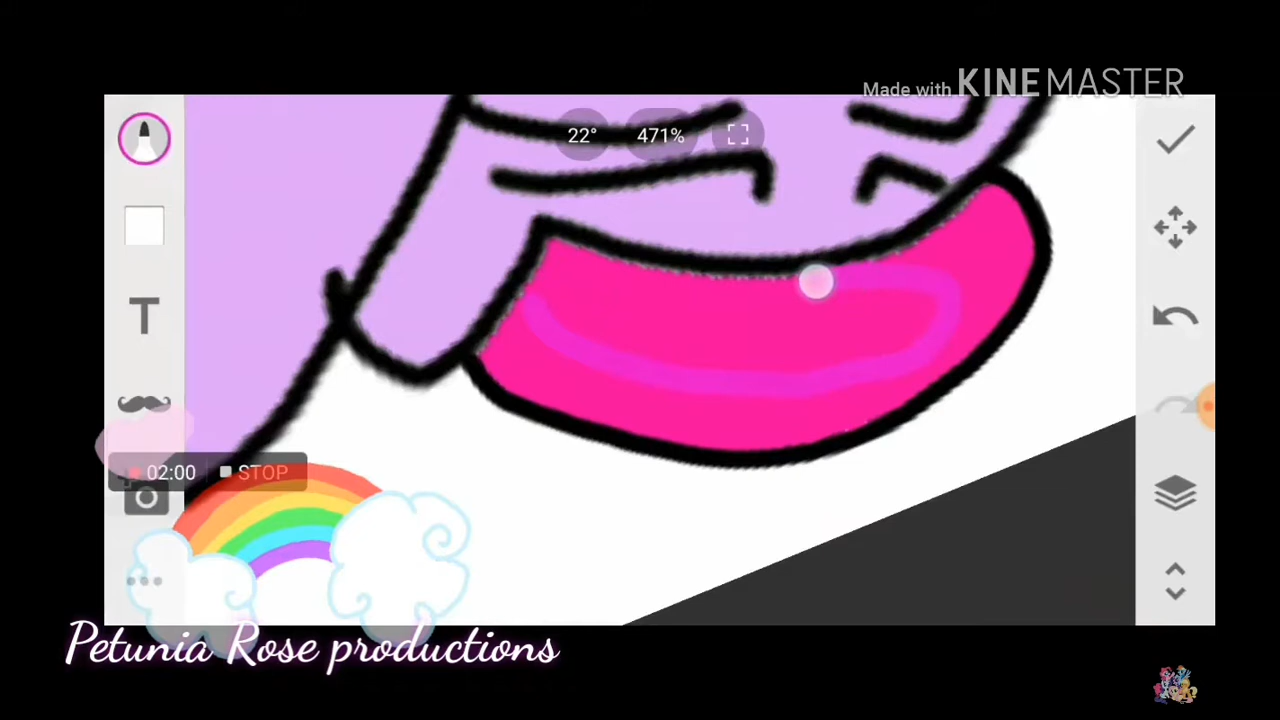 Made with KINEMASTER
22° 471%
T
02:00 STOP
Petunia Rose productions